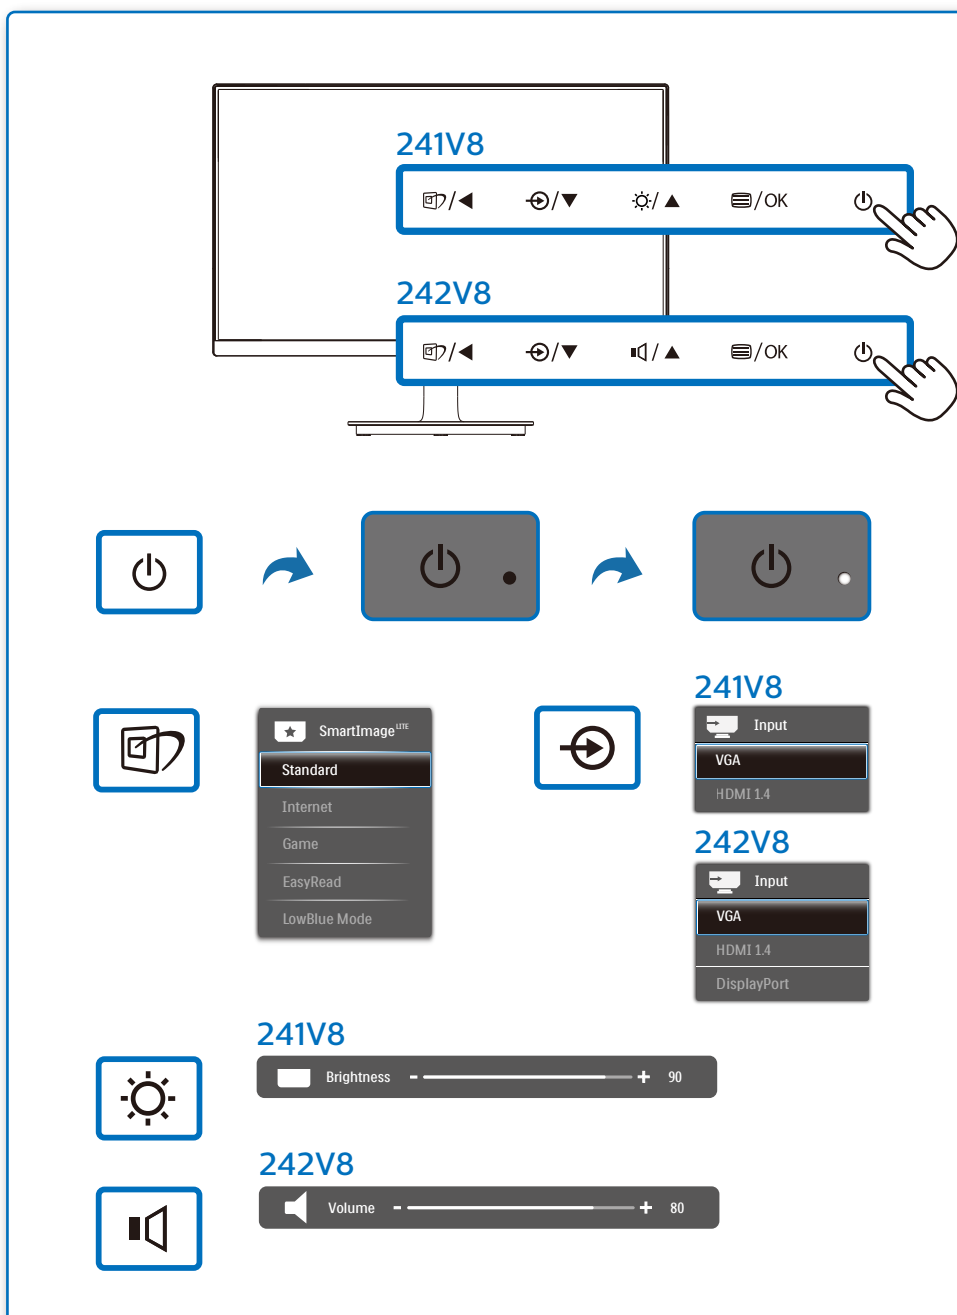 241V8
/ / / /OK
242V8
/ / / /OK
SmartImage LITE
Standard
Internet
Game
EasyRead
LowBlue Mode
241V8
Input
VGA
HDMI 1.4
242V8
Input
VGA
HDMI 1.4
DisplayPort
241V8
Brightness - + 90
242V8
Volume - + 80